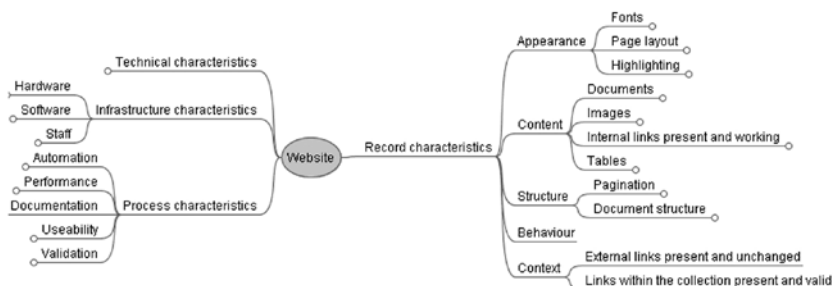 Technical characteristics
Hardware
Software
Staff
Infrastructure characteristics
Automation
Performance
Documentation
Useability
Validation
Process characteristics
Website
Record characteristics
Appearance
Fonts
Page layout
Highlighting
Content
Documents
Images
Internal links present and working
Tables
Structure
Pagination
Document structure
Behaviour
Context
External links present and unchanged
Links within the collection present and valid